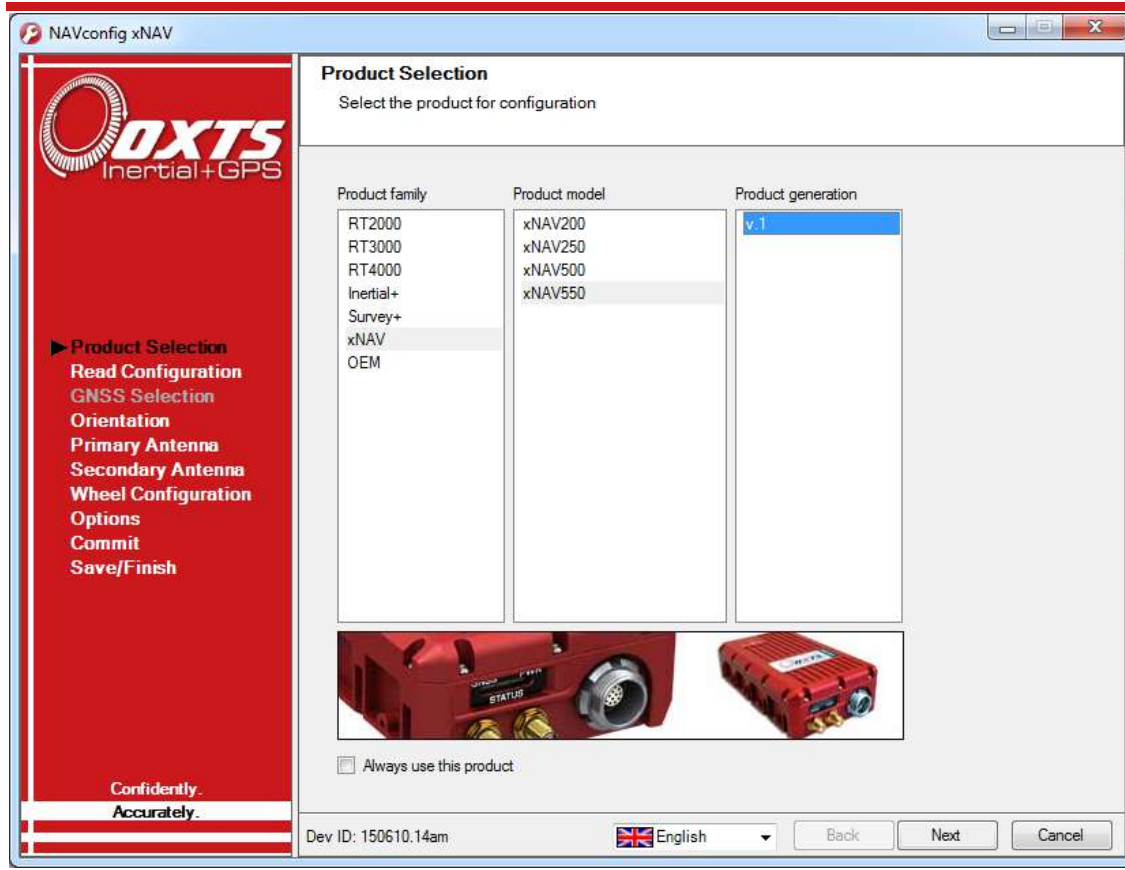 NAVconfig xNAV
OXTS
Inertial+GPS
Product Selection
Select the product for configuration
Product family
Product model
Product generation
RT2000
RT3000
RT4000
Inertial+
Survey+
xNAV
OEM
xNAV200
xNAV250
xNAV500
xNAV550
v.1
Product Selection
Read Configuration
GNSS Selection
Orientation
Primary Antenna
Secondary Antenna
Wheel Configuration
Options
Commit
Save/Finish
GNSS PWR
STATUS
OXTS
Always use this product
Confidently.
Accurately.
Dev ID: 150610.14am
English
Back
Next
Cancel